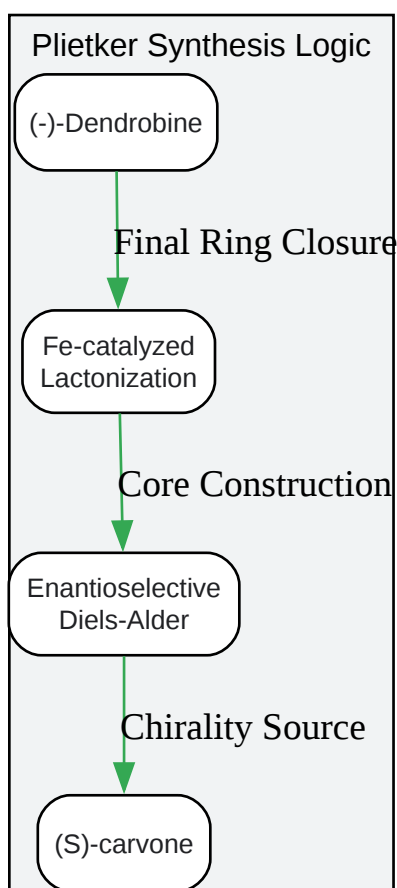 Plietker Synthesis Logic
(-)-Dendrobine
Final Ring Closure
Fe-catalyzed
Lactonization
Core Construction
Enantioselective
Diels-Alder
Chirality Source
(S)-carvone